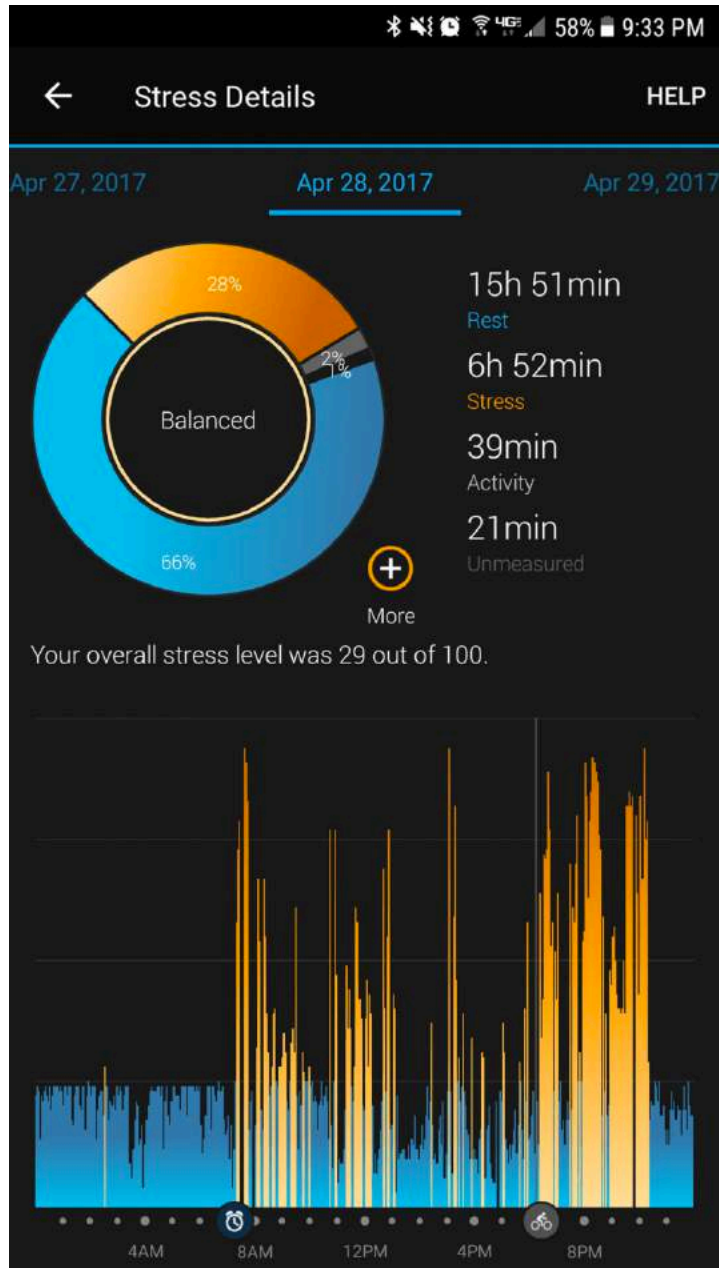 4G 58% 9:33 PM
Stress Details HELP
Apr 27, 2017 Apr 28, 2017 Apr 29, 2017
28%
2%
1%
Balanced
66%
More
15h 51min
Rest
6h 52min
Stress
39min
Activity
21min
Unmeasured
Your overall stress level was 29 out of 100.
4AM 8AM 12PM 4PM 8PM